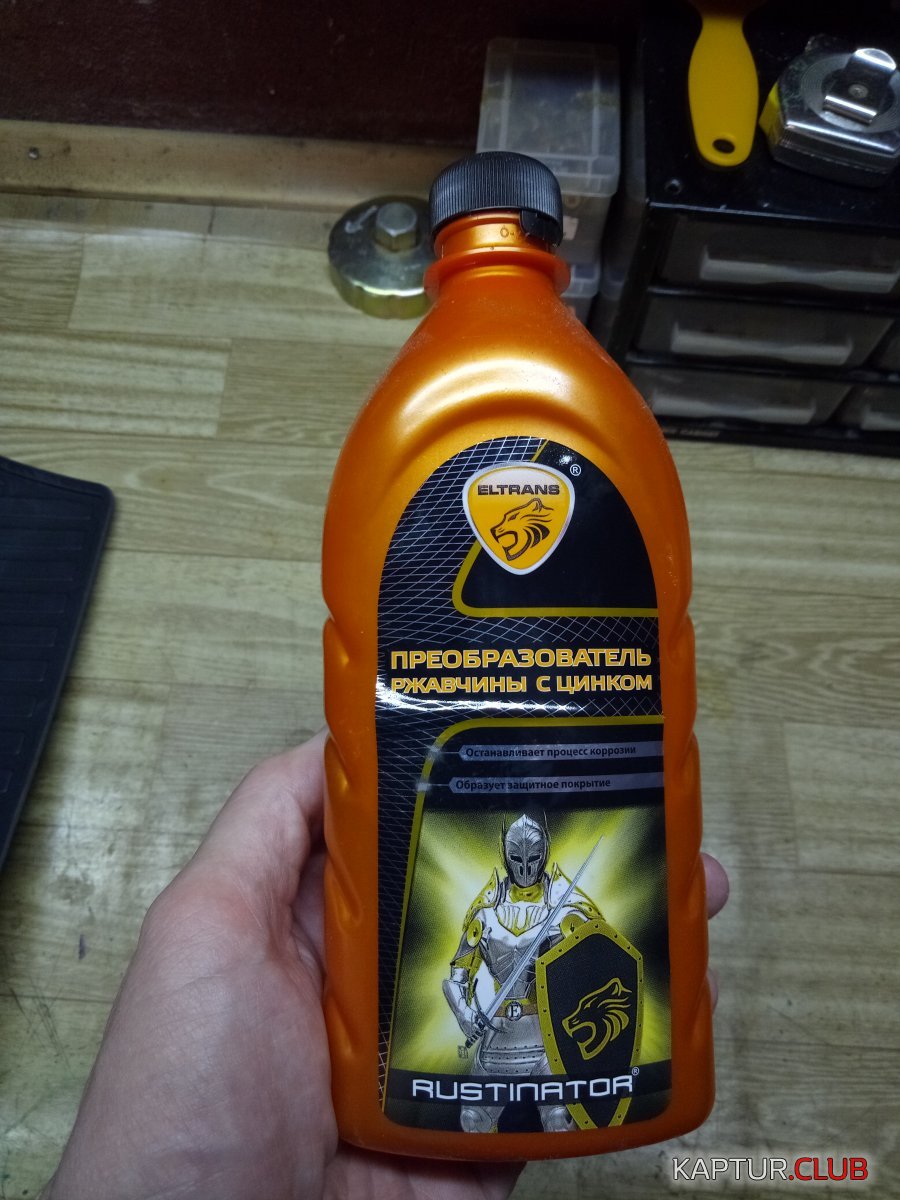 ELTRANS
®
ПРЕОБРАЗОВАТЕЛЬ
РЖАВЧИНЫ С ЦИНКОМ
Останавливает процесс коррозии
Образует защитное покрытие
E
RUSTINATOR®
KAPTUR.CLUB